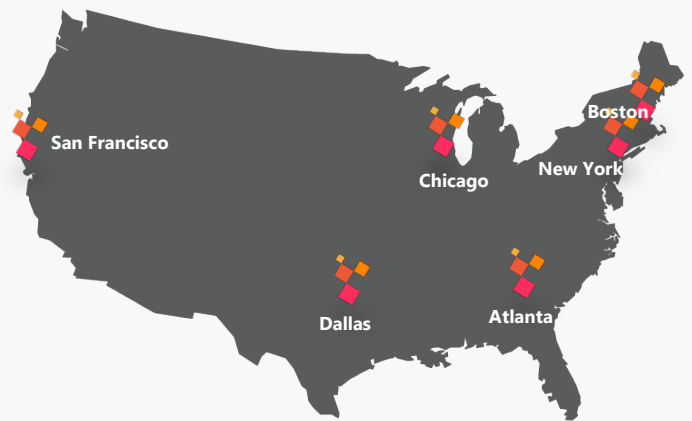 Boston
San Francisco
New York
Chicago
Atlanta
Dallas